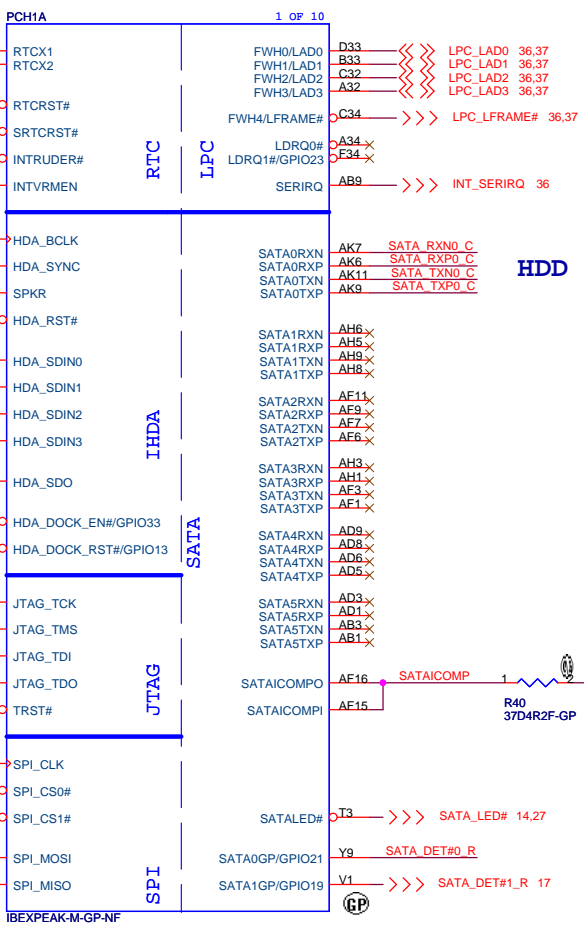 PCH1A 1 OF 10
RTCX1 FWH0/LAD0 D33 LPC_LAD0 36,37
RTCX2 FWH1/LAD1 B33 LPC_LAD1 36,37
FWH2/LAD2 C32 LPC_LAD2 36,37
FWH3/LAD3 A32 LPC_LAD3 36,37
RTCRST#
FWH4/LFRAME# C34 LPC_LFRAME# 36,37
SRTCRST#
LDRQ0# A34
INTRUDER# LDRQ1#/GPIO23 F34
RTC LPC
INTVRMEN SERIRQ AB9 INT_SERIRQ 36
HDA_BCLK
SATA0RXN AK7 SATA_RXN0_C
HDA_SYNC SATA0RXP AK6 SATA_RXP0_C
HDD
SATA0TXN AK11 SATA_TXN0_C
SPKR SATA0TXP AK9 SATA_TXP0_C
HDA_RST#
SATA1RXN AH6
SATA1RXP AH5
HDA_SDIN0 SATA1TXN AH9
SATA1TXP AH8
HDA_SDIN1
SATA2RXN AF11
HDA_SDIN2 SATA2RXP AF9
SATA2TXN AF7
HDA_SDIN3 SATA2TXP AF6
IHDA
SATA3RXN AH3
HDA_SDO SATA3RXP AH1
SATA3TXN AF3
SATA3TXP AF1
HDA_DOCK_EN#/GPIO33
SATA4RXN AD9
HDA_DOCK_RST#/GPIO13 SATA4RXP AD8
SATA
SATA4TXN AD6
SATA4TXP AD5
JTAG_TCK SATA5RXN AD3
SATA5RXP AD1
JTAG_TMS SATA5TXN AB3
SATA5TXP AB1
JTAG_TDI
JTAG_TDO SATAICOMPO AF16 SATAICOMP 1 2
JTAG
R40
TRST# SATAICOMPI AF15
37D4R2F-GP
SPI_CLK
SPI_CS0#
SPI_CS1# SATALED# T3 SATA_LED# 14,27
SPI_MOSI SATA0GP/GPIO21 Y9 SATA_DET#0_R
SPI_MISO SATA1GP/GPIO19 V1 SATA_DET#1_R 17
SPI
GP
IBEXPEAK-M-GP-NF